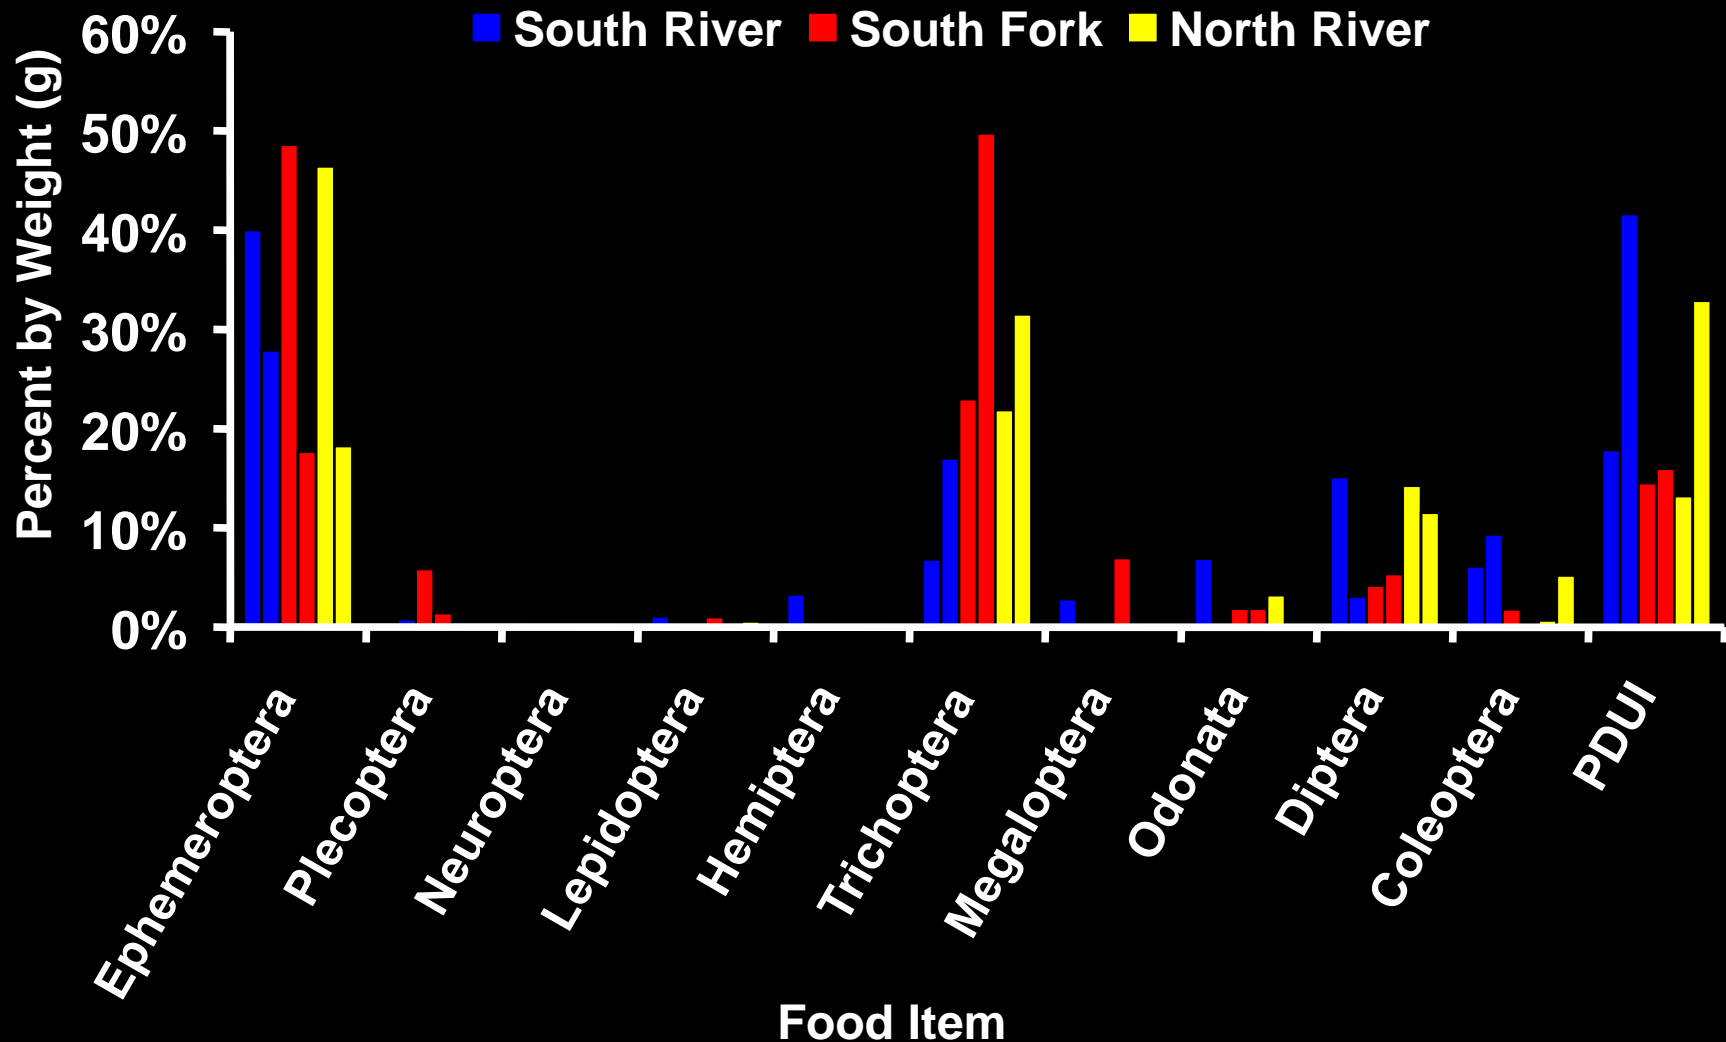 South River South Fork North River
Percent by Weight (g)
60%
50%
40%
30%
20%
10%
0%
Ephemeroptera
Plecoptera
Neuroptera
Lepidoptera
Hemiptera
Trichoptera
Megaloptera
Odonata
Diptera
Coleoptera
PDUI
Food Item